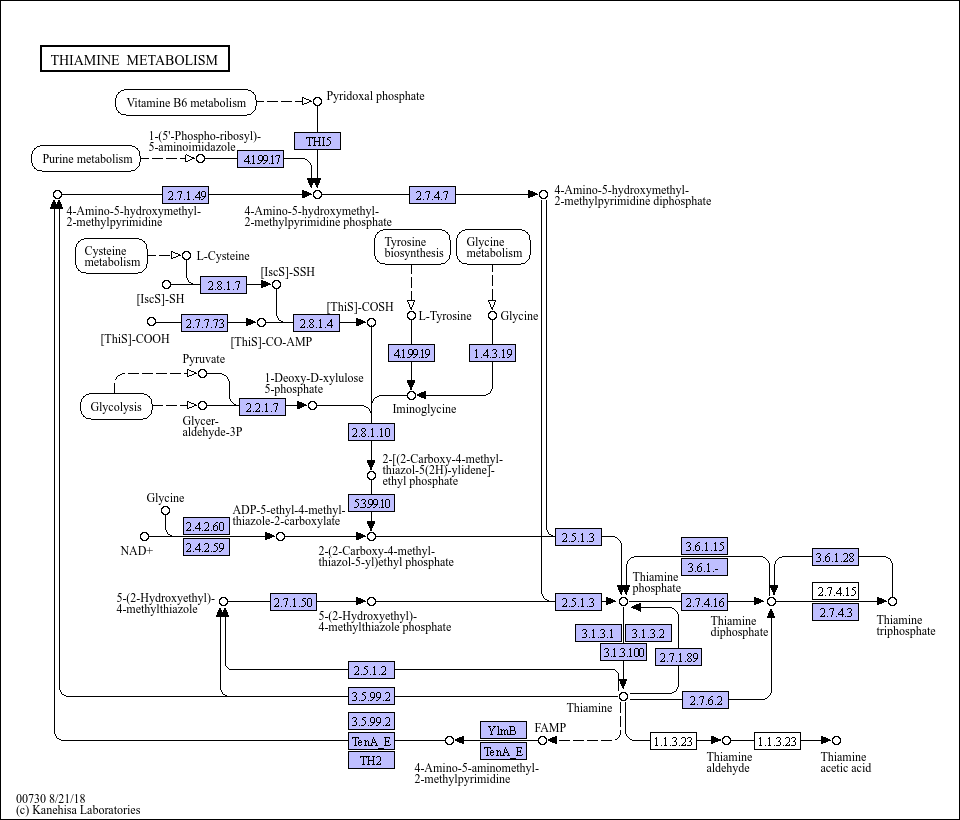 THIAMINE METABOLISM
Vitamine B6 metabolism
Pyridoxal phosphate
1-(5'-Phospho-ribosyl)-
5-aminoimidazole
THI5
Purine metabolism
4.1.99.17
2.7.1.49
2.7.4.7
4-Amino-5-hydroxymethyl-
2-methylpyrimidine
4-Amino-5-hydroxymethyl-
2-methylpyrimidine phosphate
4-Amino-5-hydroxymethyl-
2-methylpyrimidine diphosphate
Cysteine
metabolism
L-Cysteine
Tyrosine
biosynthesis
Glycine
metabolism
[IscS]-SH
2.8.1.7
[IscS]-SSH
[ThiS]-COOH
2.7.7.73
[ThiS]-CO-AMP
2.8.1.4
[ThiS]-COSH
L-Tyrosine
Glycine
4.1.99.19
1.4.3.19
Pyruvate
1-Deoxy-D-xylulose
5-phosphate
Glycolysis
Glycer-
aldehyde-3P
2.2.1.7
Iminoglycine
2.8.1.10
2-[(2-Carboxy-4-methyl-
thiazol-5(2H)-ylidene]-
ethyl phosphate
5.3.99.10
Glycine
ADP-5-ethyl-4-methyl-
thiazole-2-carboxylate
NAD+
2.4.2.60
2.4.2.59
2-(2-Carboxy-4-methyl-
thiazol-5-yl)ethyl phosphate
2.5.1.3
3.6.1.15
3.6.1.-
3.6.1.28
Thiamine
phosphate
5-(2-Hydroxyethyl)-
4-methylthiazole
2.7.1.50
5-(2-Hydroxyethyl)-
4-methylthiazole phosphate
2.5.1.3
2.7.4.16
Thiamine
diphosphate
2.7.4.15
2.7.4.3
Thiamine
triphosphate
3.1.3.1
3.1.3.2
3.1.3.100
2.7.1.89
2.5.1.2
3.5.99.2
Thiamine
2.7.6.2
3.5.99.2
TenA_E
TH2
YlmB
TenA_E
FAMP
4-Amino-5-aminomethyl-
2-methylpyrimidine
1.1.3.23
Thiamine
aldehyde
1.1.3.23
Thiamine
acetic acid
00730 8/21/18
(c) Kanehisa Laboratories